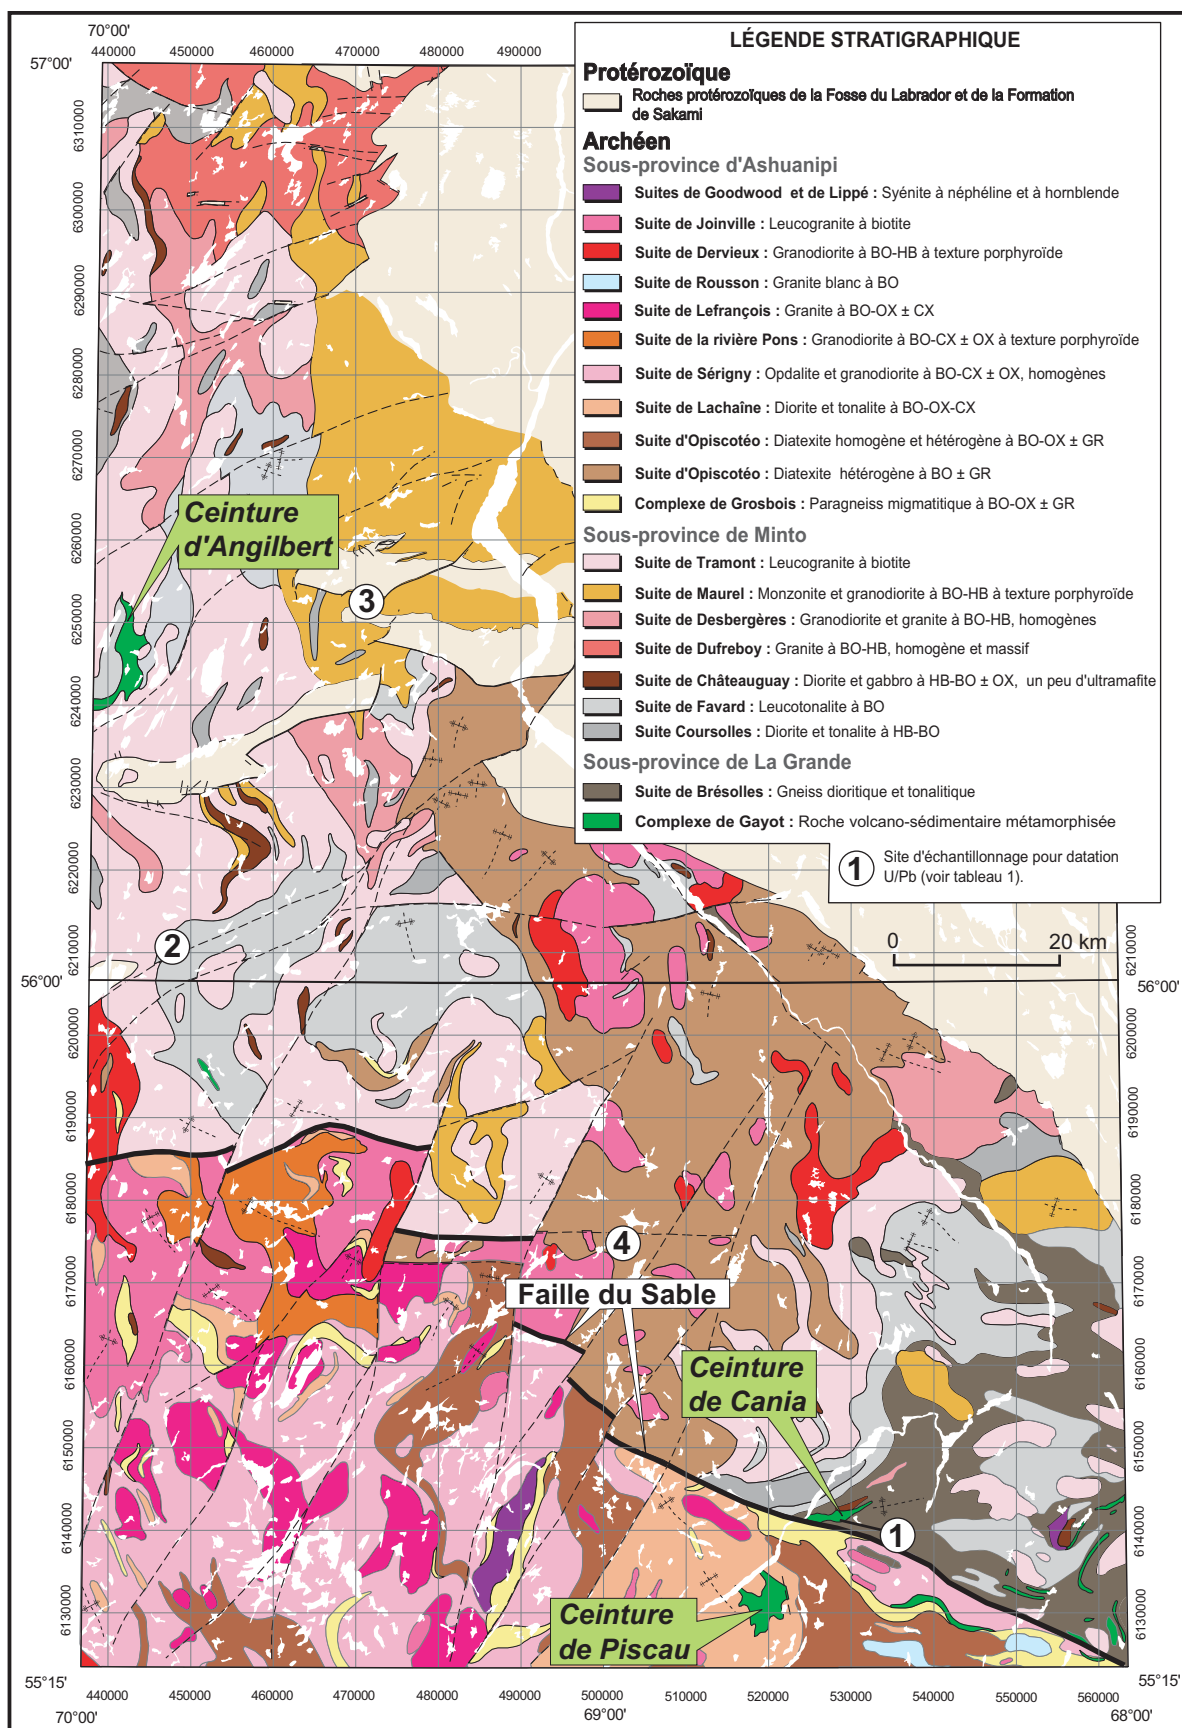 70°00'
440000 450000 460000 470000 480000 490000
57°00'
LÉGENDE STRATIGRAPHIQUE
Protérozoïque
Roches protérozoïques de la Fosse du Labrador et de la Formation
de Sakami
Archéen
Sous-province d'Ashuanipi
Suites de Goodwood et de Lippé : Syénite à néphéline et à hornblende
Suite de Joinville : Leucogranite à biotite
Suite de Dervieux : Granodiorite à BO-HB à texture porphyroïde
Suite de Rousson : Granite blanc à BO
Suite de Lefrançois : Granite à BO-OX ± CX
Suite de la rivière Pons : Granodiorite à BO-CX ± OX à texture porphyroïde
Suite de Sérigny : Opdalite et granodiorite à BO-CX ± OX, homogènes
Suite de Lachaîne : Diorite et tonalite à BO-OX-CX
Suite d'Opiscotéo : Diatexite homogène et hétérogène à BO-OX ± GR
Suite d'Opiscotéo : Diatexite hétérogène à BO ± GR
Complexe de Grosbois : Paragneiss migmatitique à BO-OX ± GR
Sous-province de Minto
Suite de Tramont : Leucogranite à biotite
Suite de Maurel : Monzonite et granodiorite à BO-HB à texture porphyroïde
Suite de Desbergères : Granodiorite et granite à BO-HB, homogènes
Suite de Dufreboy : Granite à BO-HB, homogène et massif
Suite de Châteauguay : Diorite et gabbro à HB-BO ± OX, un peu d'ultramafite
Suite de Favard : Leucotonalite à BO
Suite Coursolles : Diorite et tonalite à HB-BO
Sous-province de La Grande
Suite de Brésolles : Gneiss dioritique et tonalitique
Complexe de Gayot : Roche volcano-sédimentaire métamorphisée
1 Site d'échantillonnage pour datation
U/Pb (voir tableau 1).
0 20 km
6310000
6300000
6290000
6280000
6270000
6260000
6250000
6240000
6230000
6220000
6210000
6200000
6190000
6180000
6170000
6160000
6150000
6140000
6130000
Ceinture
d'Angilbert
3
2
56°00'
56°00'
6210000
6200000
6190000
6180000
6170000
6160000
6150000
6140000
6130000
4
Faille du Sable
Ceinture
de Cania
1
Ceinture
de Piscau
55°15'
55°15'
440000 450000 460000 470000 480000 490000 500000 510000 520000 530000 540000 550000 560000
70°00'
69°00'
68°00'